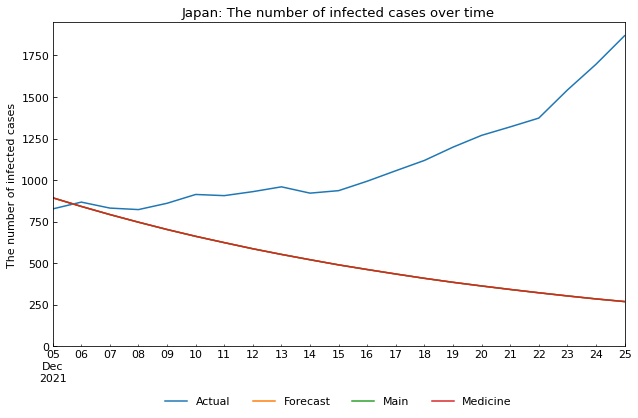 Japan: The number of infected cases over time
The number of infected cases
1750
1500
1250
1000
750
500
250
0
05 06 07 08 09 10 11 12 13 14 15 16 17 18 19 20 21 22 23 24 25
Dec
2021
Actual Forecast Main Medicine